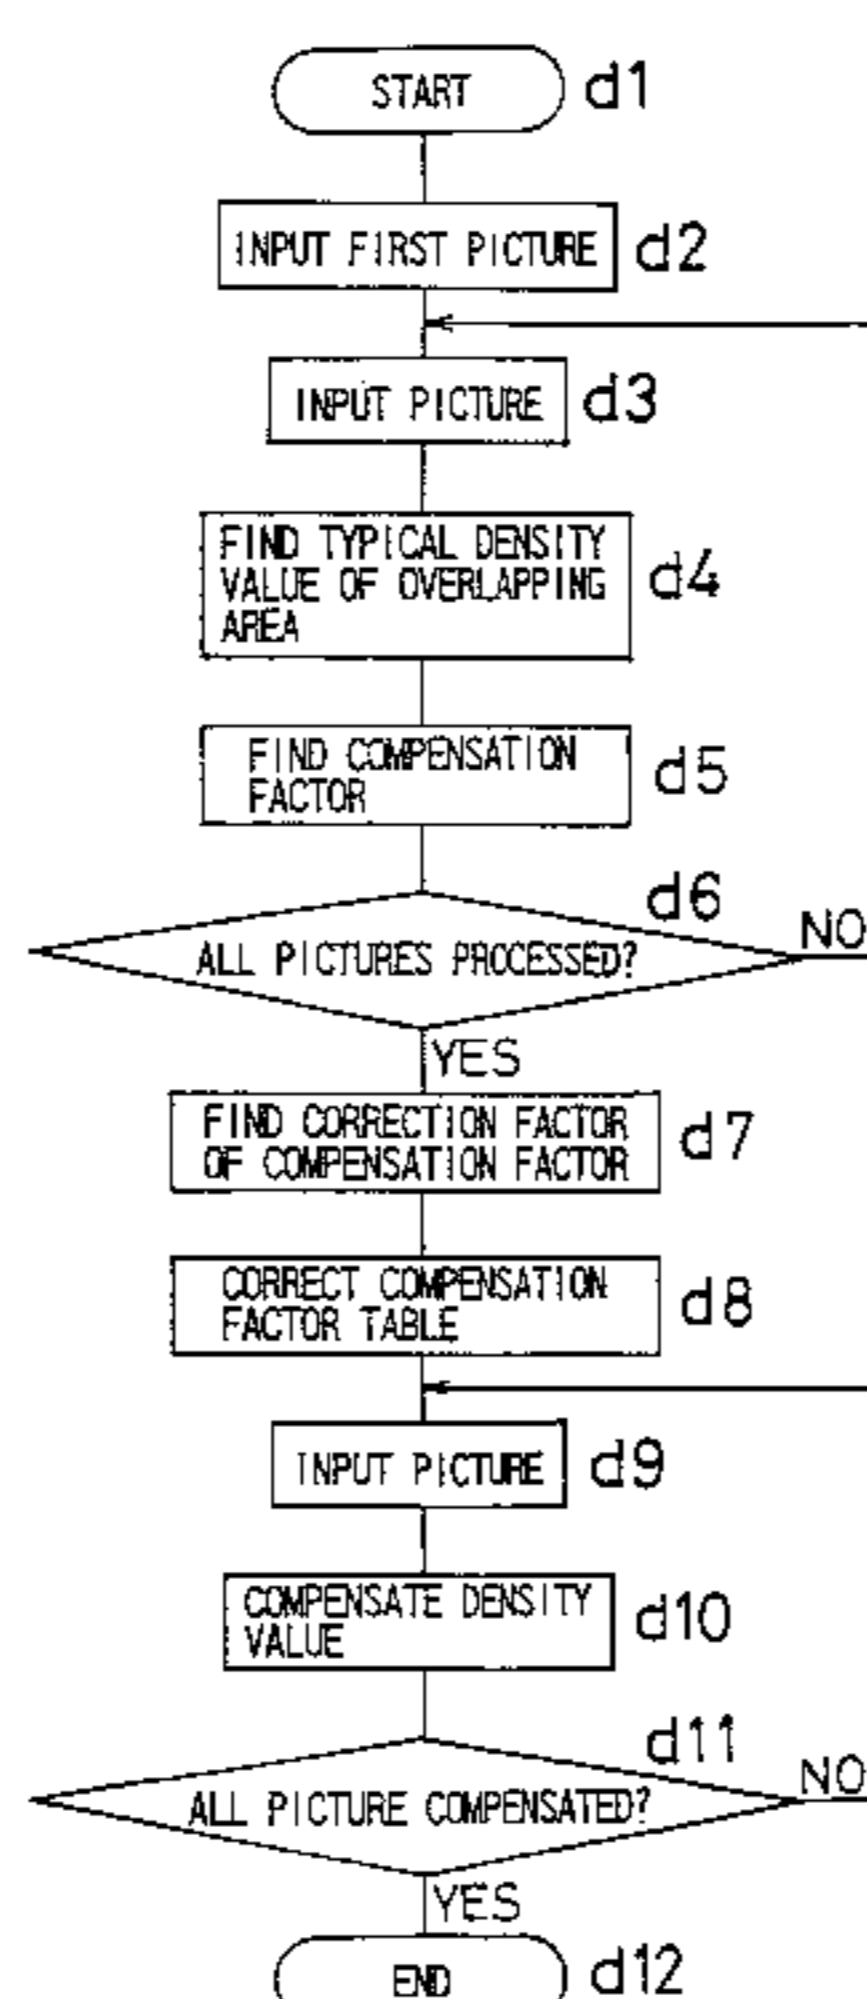 START d1
INPUT FIRST PICTURE d2
INPUT PICTURE d3
FIND TYPICAL DENSITY
VALUE OF OVERLAPPING
AREA
d4
FIND COMPENSATION
FACTOR
d5
d6
ALL PICTURES PROCESSED?
NO
YES
FIND CORRECTION FACTOR
OF COMPENSATION FACTOR
d7
CORRECT COMPENSATION
FACTOR TABLE
d8
INPUT PICTURE d9
COMPENSATE DENSITY
VALUE
d10
d11
ALL PICTURE COMPENSATED?
NO
YES
END d12